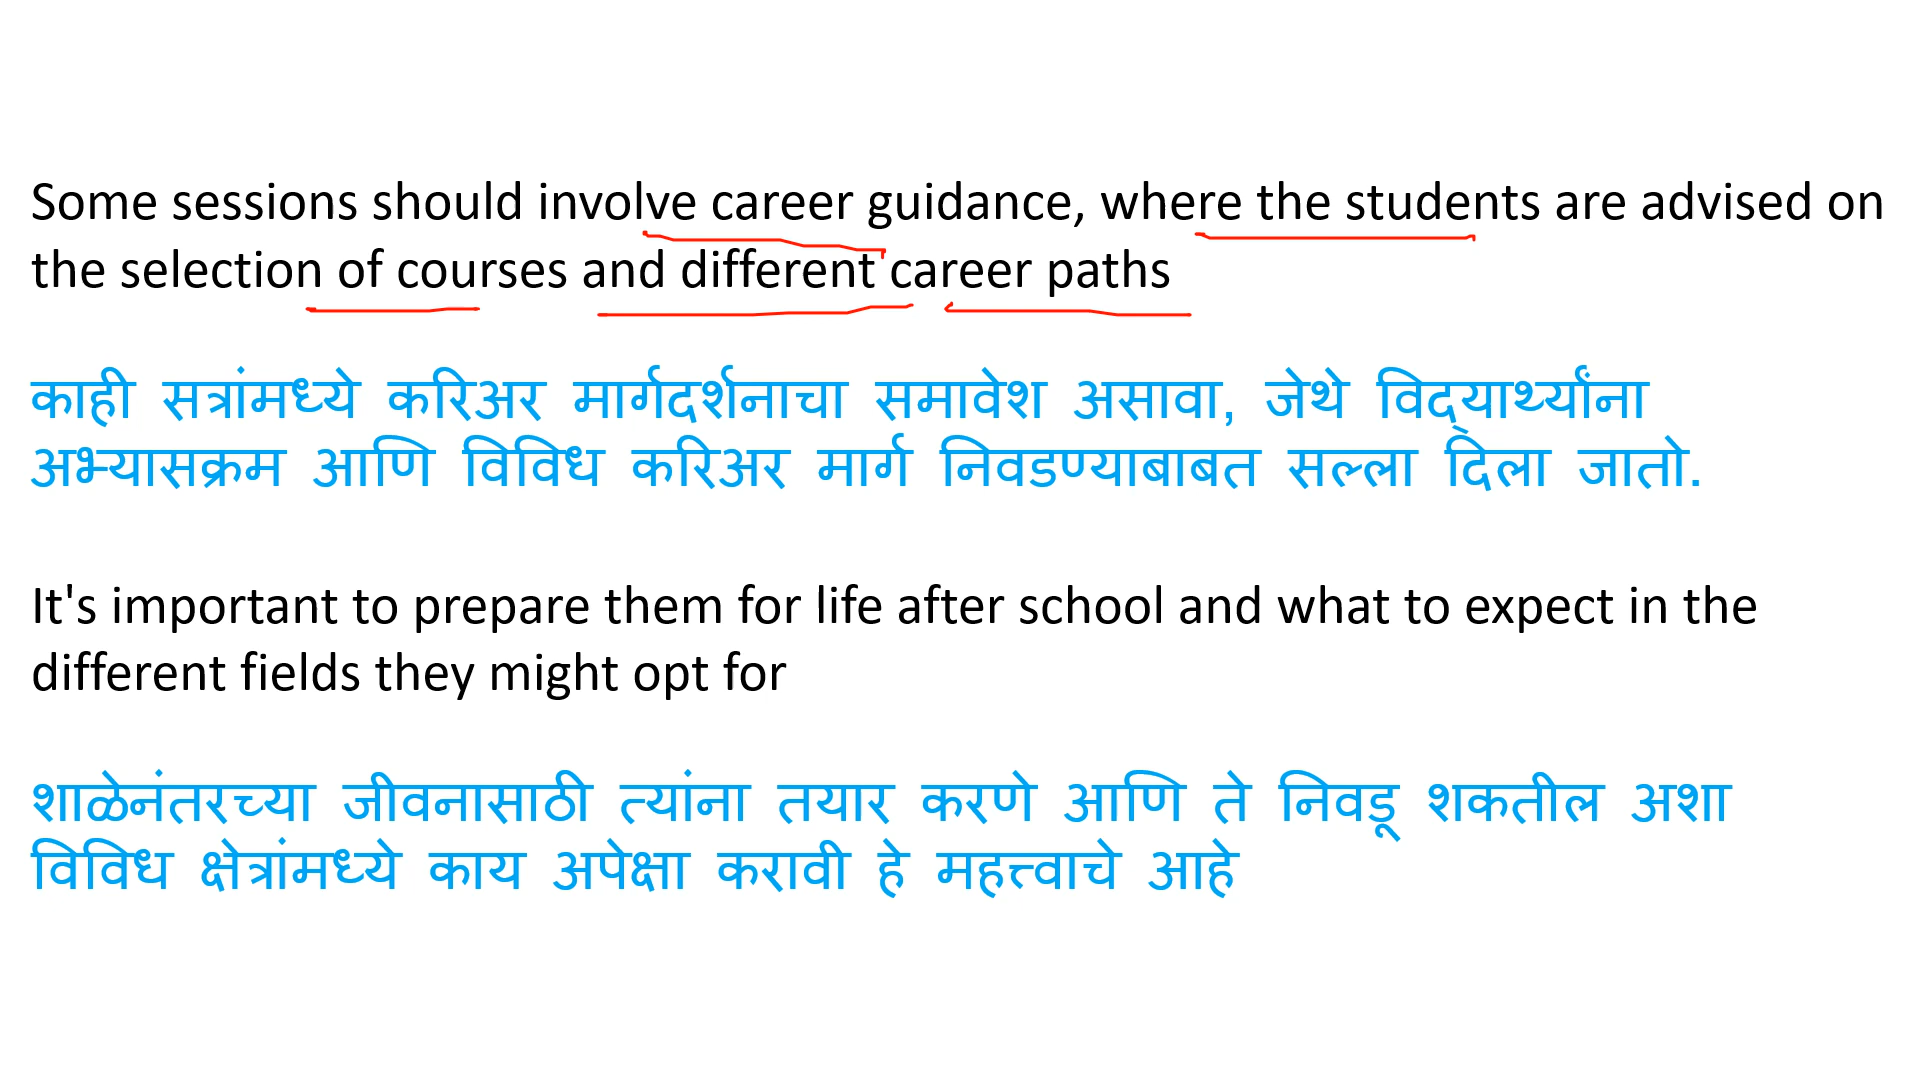 Some sessions should involve career guidance, where the students are advised on
the selection of courses and different career paths
काही सत्रांमध्ये करिअर मार्गदर्शनाचा समावेश असावा, जेथे विद्यार्थ्यांना
अभ्यासक्रम आणि विविध करिअर मार्ग निवडण्याबाबत सल्ला दिला जातो.
It's important to prepare them for life after school and what to expect in the
different fields they might opt for
शाळेनंतरच्या जीवनासाठी त्यांना तयार करणे आणि ते निवडू शकतील अशा
विविध क्षेत्रांमध्ये काय अपेक्षा करावी हे महत्त्वाचे आहे